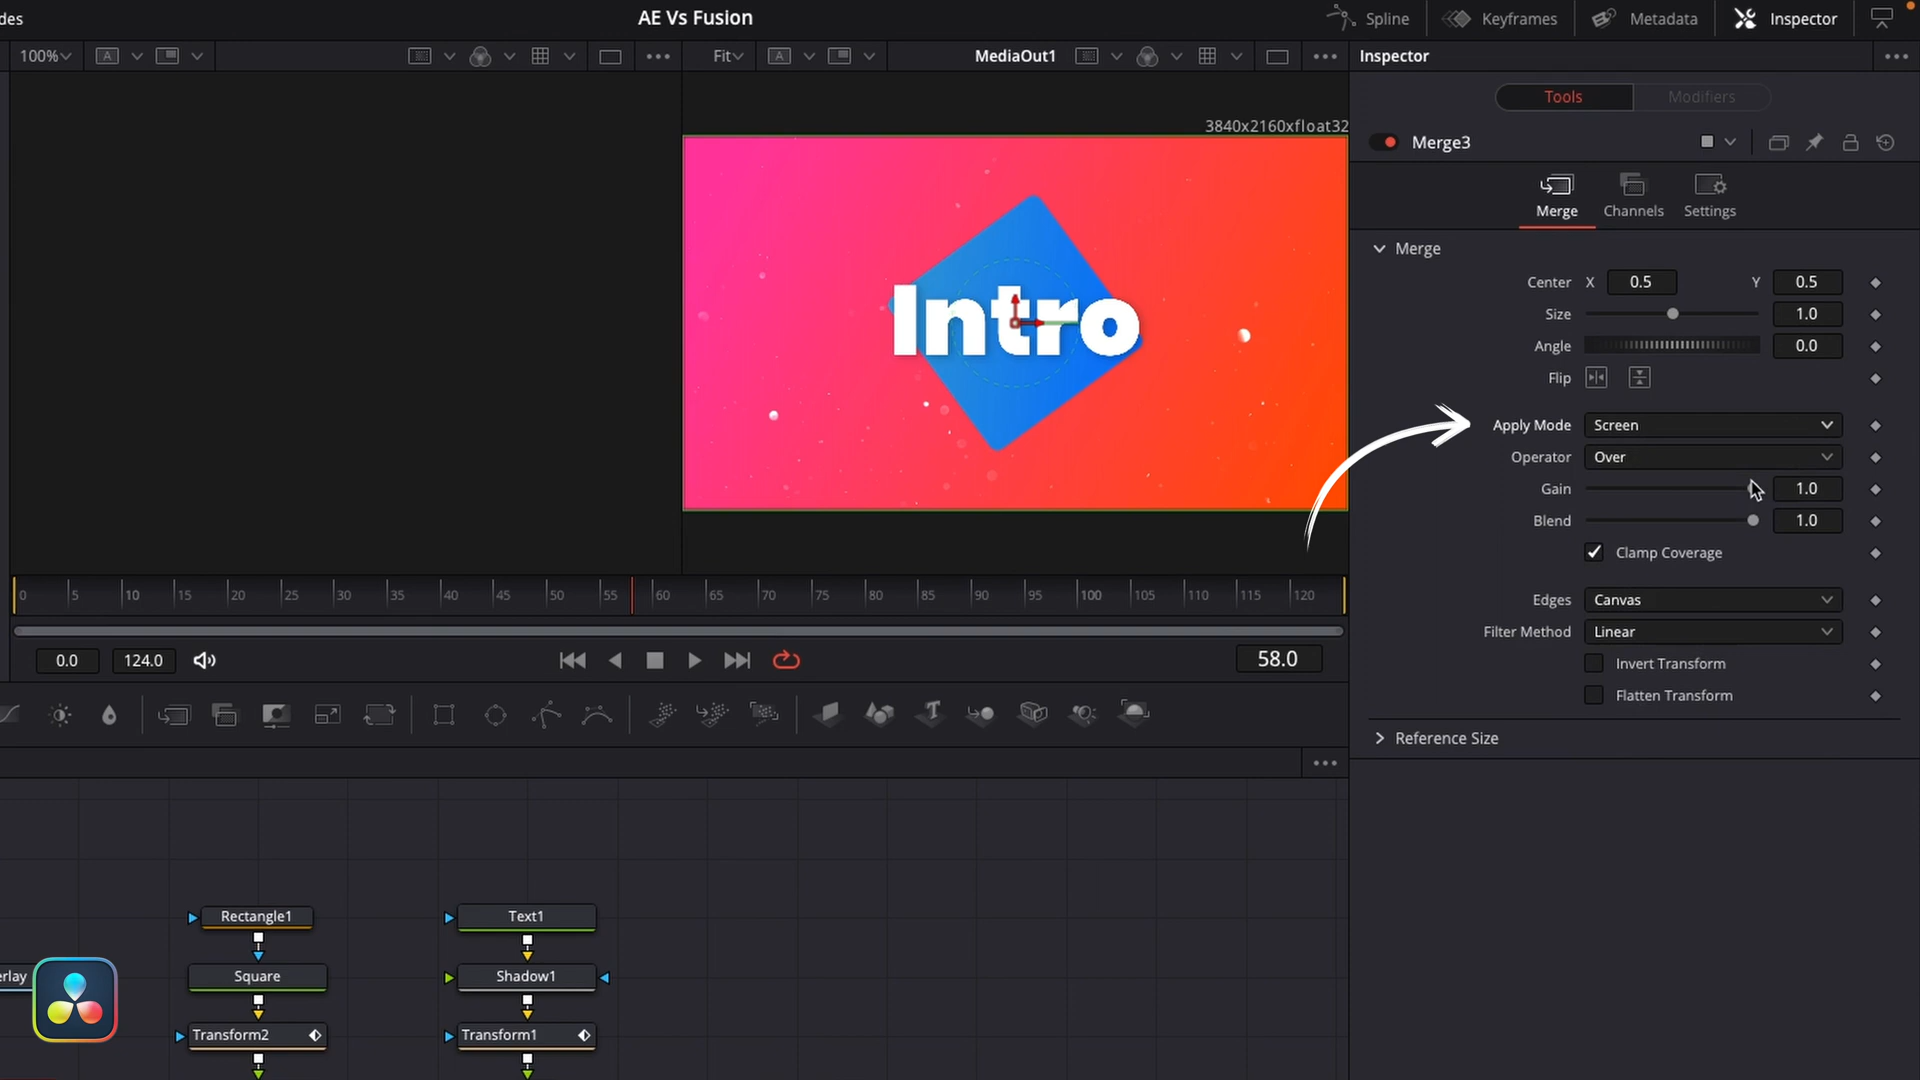 des
AE Vs Fusion
Spline
Keyframes
Metadata
Inspector
100%
A
Fit
A
MediaOut1
Inspector
Tools
Modifiers
3840x2160xfloat32
Merge3
Merge
Channels
Settings
Merge
Center X 0.5 Y 0.5
Size 1.0
Angle 0.0
Flip
Intro
Apply Mode Screen
Operator Over
Gain 1.0
Blend 1.0
Clamp Coverage
Edges Canvas
Filter Method Linear
Invert Transform
Flatten Transform
Reference Size
0 5 10 15 20 25 30 35 40 45 50 55 60 65 70 75 80 85 90 95 100 105 110 115 120
0.0 124.0
58.0
T
Rectangle1
Text1
erlay
Square
Shadow1
Transform2
Transform1